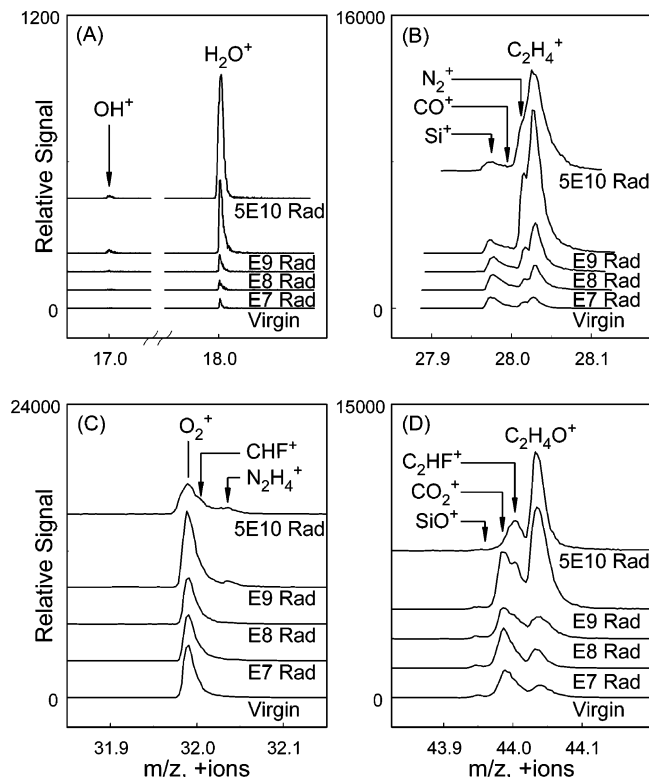 1200
(A)
H₂O⁺
OH⁺
Relative Signal
5E10 Rad
E9 Rad
E8 Rad
E7 Rad
0
Virgin
17.0
18.0
16000
(B)
C₂H₄⁺
N₂⁺
CO⁺
Si⁺
5E10 Rad
E9 Rad
E8 Rad
E7 Rad
0
Virgin
27.9
28.0
28.1
24000
(C)
O₂⁺
CHF⁺
N₂H₄⁺
Relative Signal
5E10 Rad
E9 Rad
E8 Rad
E7 Rad
0
Virgin
31.9
32.0
32.1
m/z, +ions
15000
(D)
C₂H₄O⁺
C₂HF⁺
CO₂⁺
SiO⁺
5E10 Rad
E9 Rad
E8 Rad
E7 Rad
0
Virgin
43.9
44.0
44.1
m/z, +ions